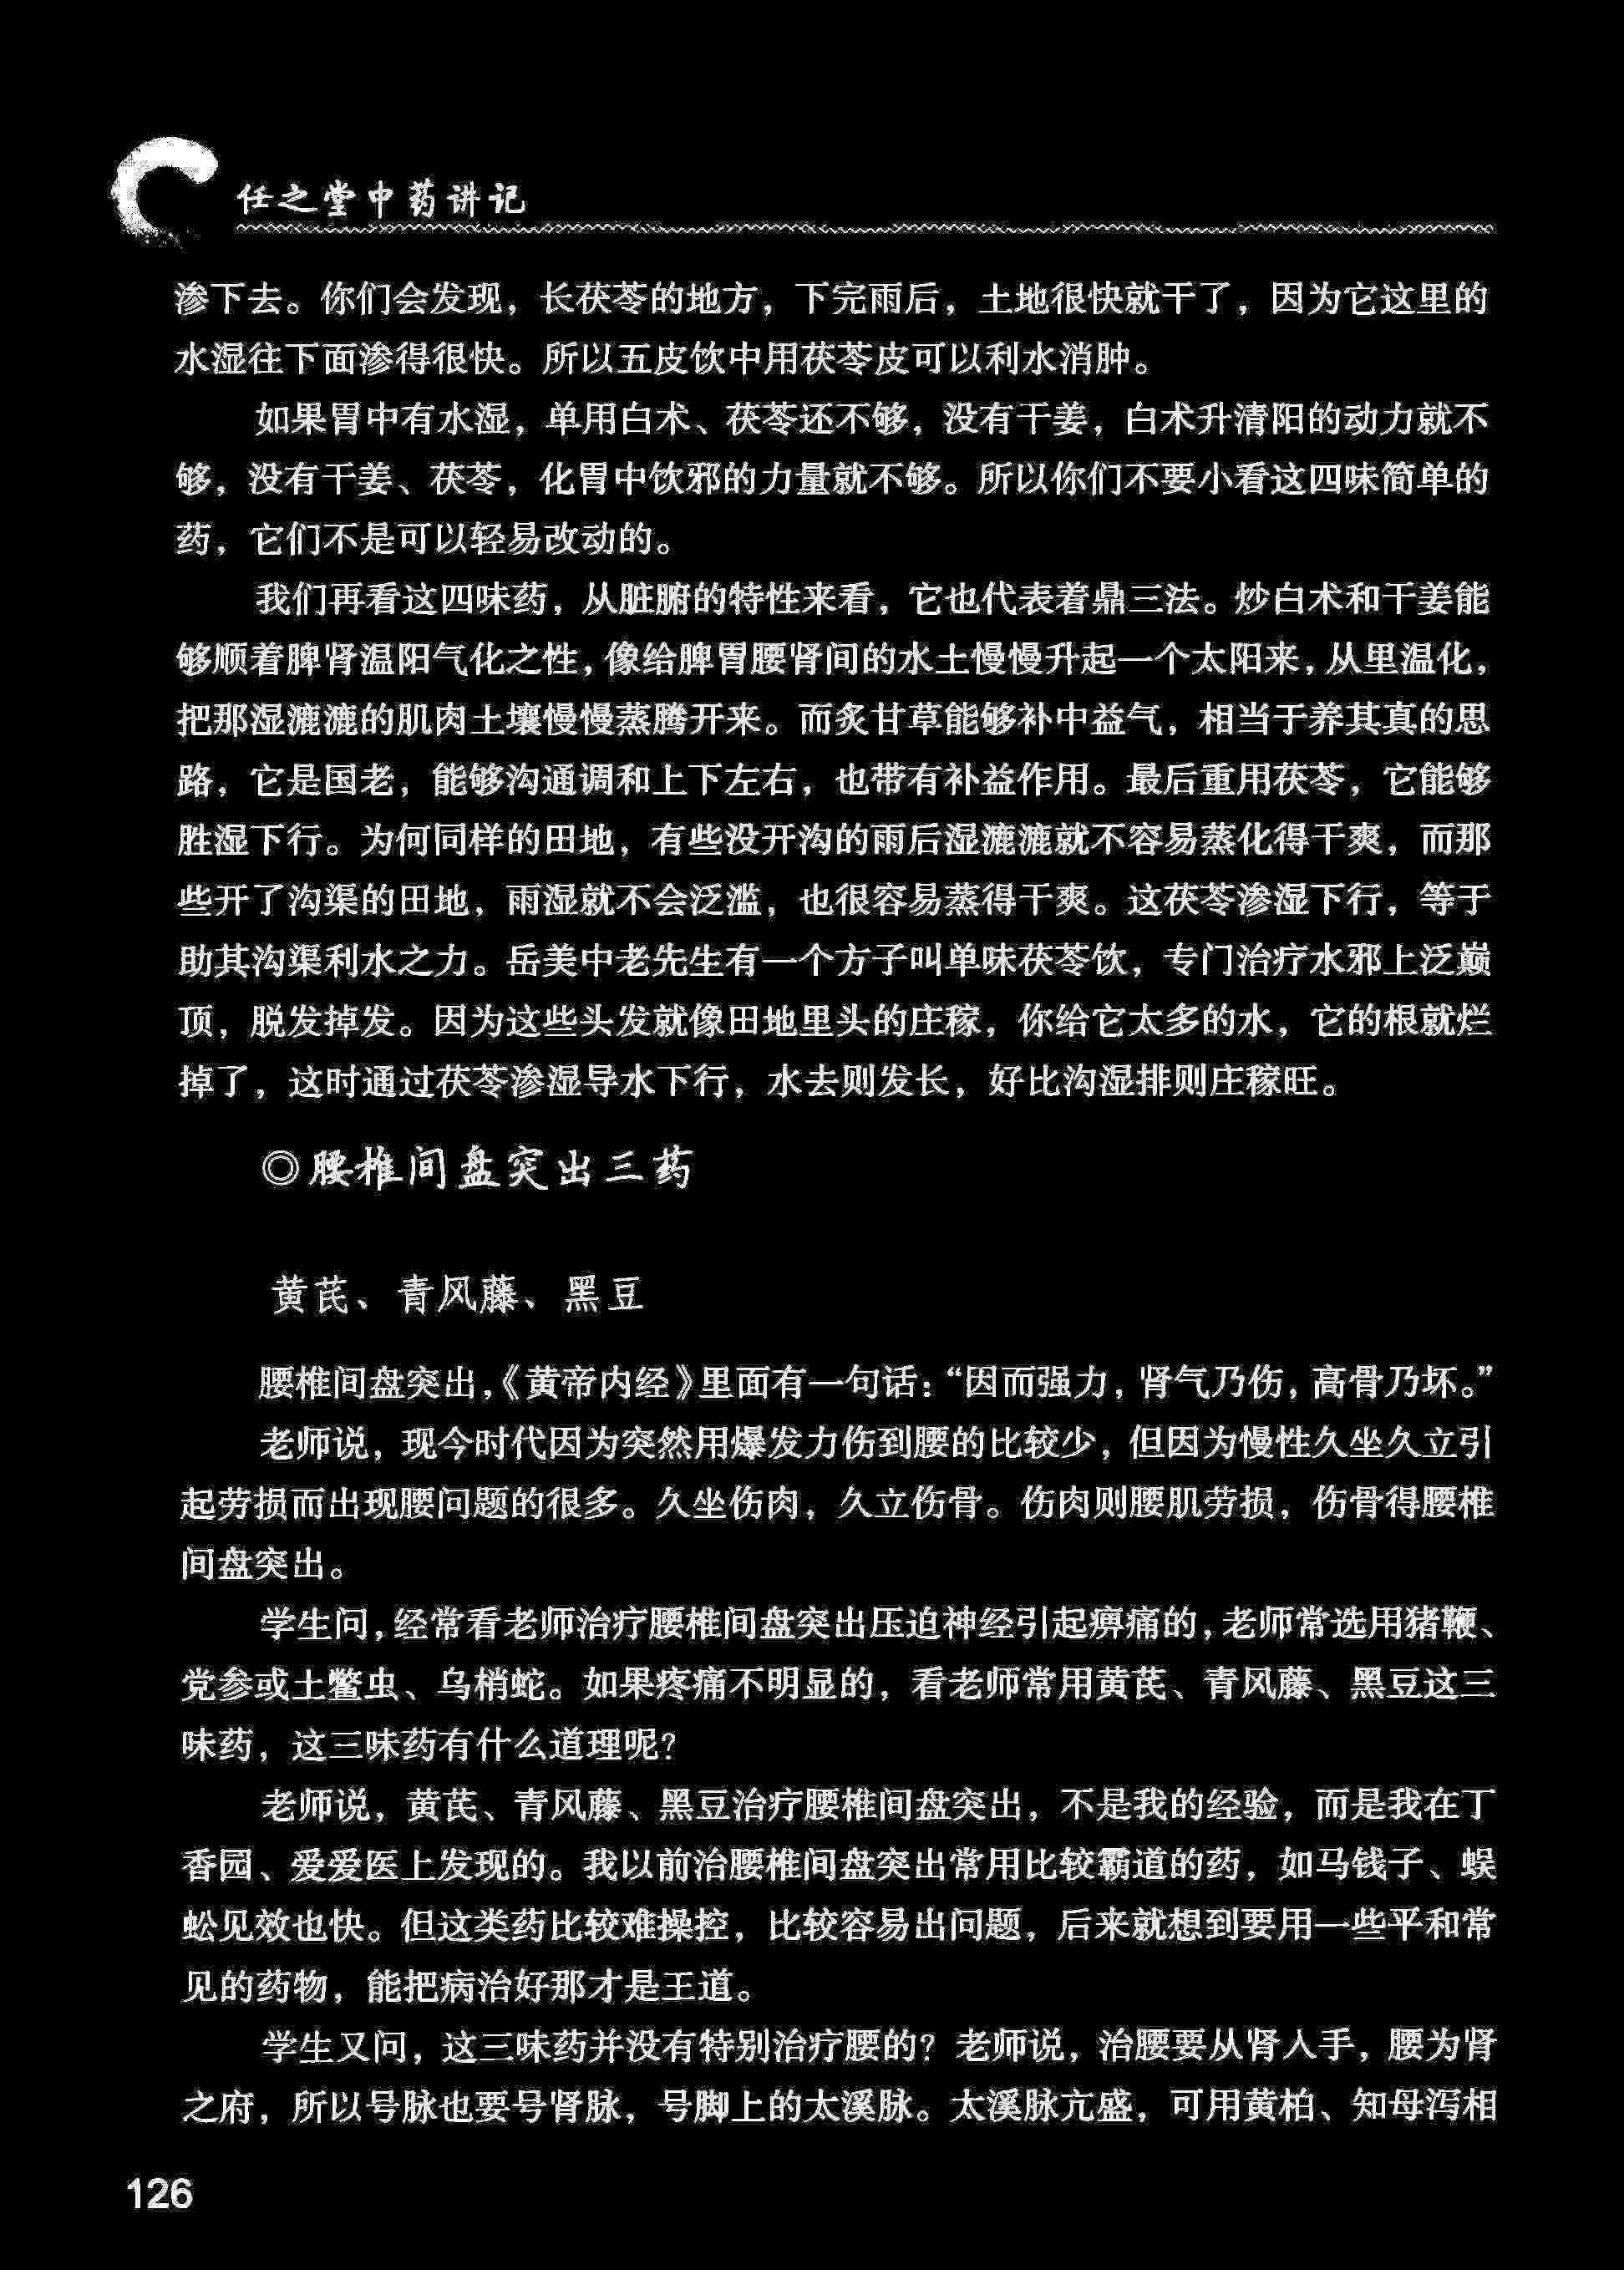 任之堂中药讲记
渗下去。你们会发现，长茯苓的地方，下完雨后，土地很快就干了，因为它这里的
水湿往下面渗得很快。所以五皮饮中用茯苓皮可以利水消肿。
如果胃中有水湿，单用白术、茯苓还不够，没有干姜，白术升清阳的动力就不
够，没有干姜、茯苓，化胃中饮邪的力量就不够。所以你们不要小看这四味简单的
药，它们不是可以轻易改动的。
我们再看这四味药，从脏腑的特性来看，它也代表着鼎三法。炒白术和干姜能
够顺着脾肾温阳气化之性，像给脾胃腰肾间的水土慢慢升起一个太阳来，从里温化，
把那湿漉漉的肌肉土壤慢慢蒸腾开来。而炙甘草能够补中益气，相当于养其真的思
路，它是国老，能够沟通调和上下左右，也带有补益作用。最后重用茯苓，它能够
胜湿下行。为何同样的田地，有些没开沟的雨后湿漉漉就不容易蒸化得干爽，而那
些开了沟渠的田地，雨湿就不会泛滥，也很容易蒸得干爽。这茯苓渗湿下行，等于
助其沟渠利水之力。岳美中老先生有一个方子叫单味茯苓饮，专门治疗水邪上泛巅
顶，脱发掉发。因为这些头发就像田地里头的庄稼，你给它太多的水，它的根就烂
掉了，这时通过茯苓渗湿导水下行，水去则发长，好比沟湿排则庄稼旺。
◎腰椎间盘突出三药
黄芪、青风藤、黑豆
腰椎间盘突出，《黄帝内经》里面有一句话：“因而强力，肾气乃伤，高骨乃坏。”
老师说，现今时代因为突然用爆发力伤到腰的比较少，但因为慢性久坐久立引
起劳损而出现腰问题的很多。久坐伤肉，久立伤骨。伤肉则腰肌劳损，伤骨得腰椎
间盘突出。
学生问，经常看老师治疗腰椎间盘突出压迫神经引起痹痛的，老师常选用猪鞭、
党参或土鳖虫、乌梢蛇。如果疼痛不明显的，看老师常用黄芪、青风藤、黑豆这三
味药，这三味药有什么道理呢？
老师说，黄芪、青风藤、黑豆治疗腰椎间盘突出，不是我的经验，而是我在丁
香园、爱爱医上发现的。我以前治腰椎间盘突出常用比较霸道的药，如马钱子、蜈
蚣见效也快。但这类药比较难操控，比较容易出问题，后来就想到要用一些平和常
见的药物，能把病治好那才是王道。
学生又问，这三味药并没有特别治疗腰的？老师说，治腰要从肾入手，腰为肾
之府，所以号脉也要号肾脉，号脚上的太溪脉。太溪脉亢盛，可用黄柏、知母泻相
126